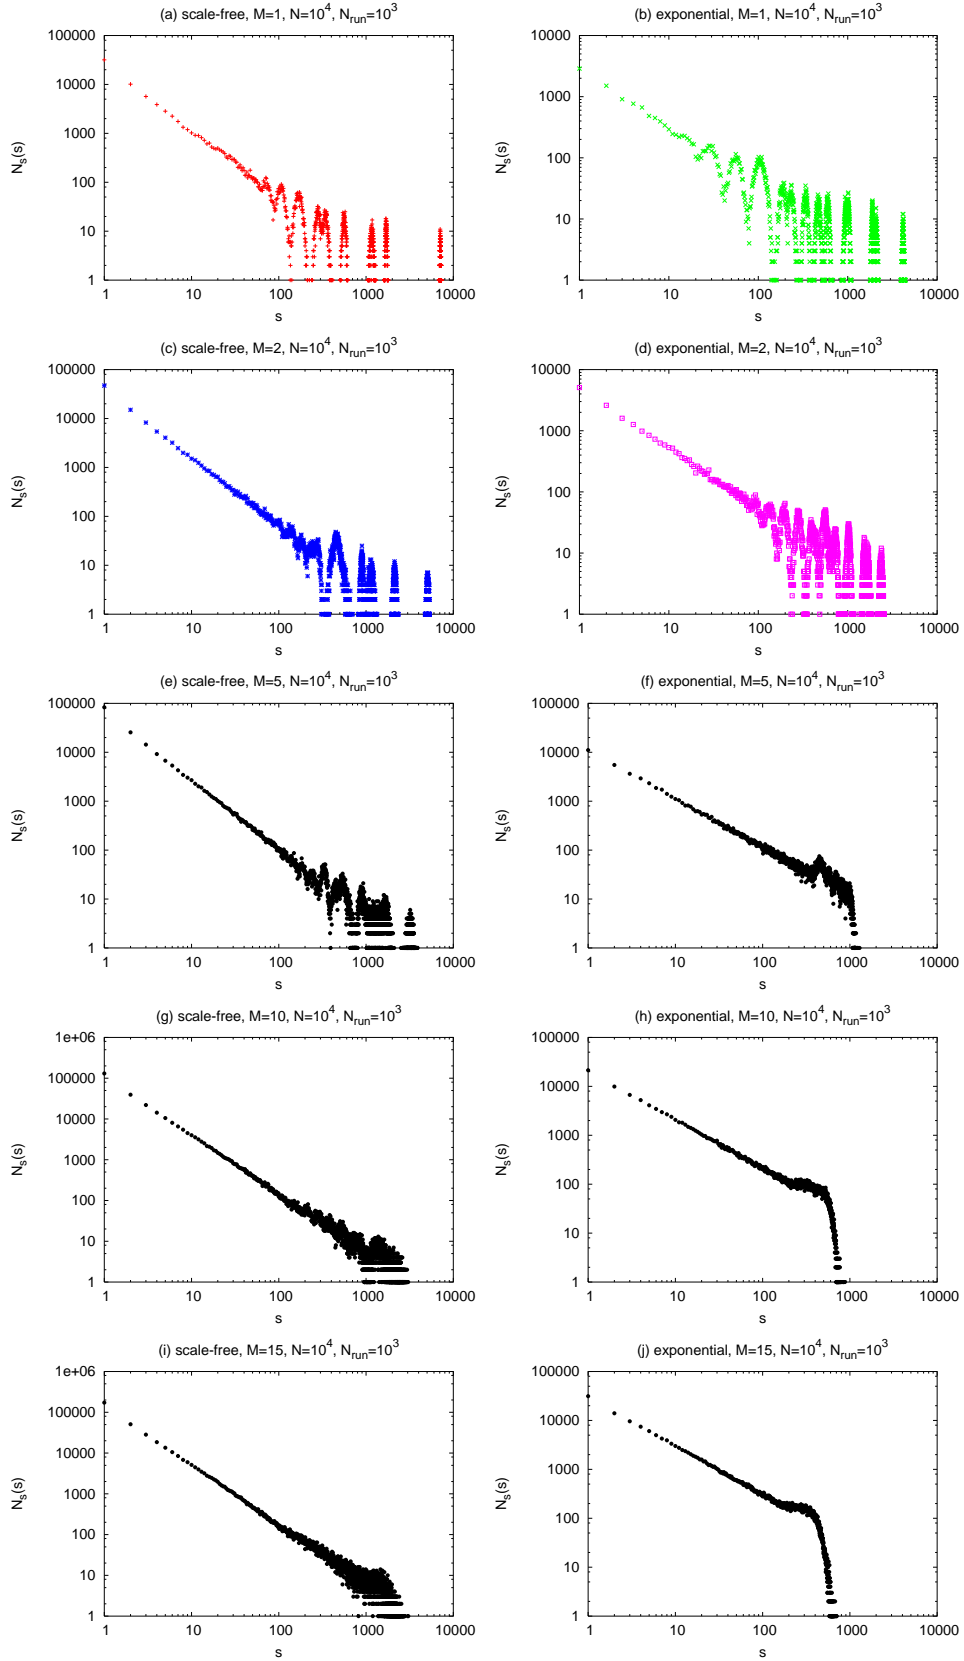 (a) scale-free, M=1, N=10^4, N_run=10^3
100000
10000
1000
100
10
1
N_s(s)
1 10 100 1000 10000
s
(b) exponential, M=1, N=10^4, N_run=10^3
10000
1000
100
10
1
N_s(s)
1 10 100 1000 10000
s
(c) scale-free, M=2, N=10^4, N_run=10^3
100000
10000
1000
100
10
1
N_s(s)
1 10 100 1000 10000
s
(d) exponential, M=2, N=10^4, N_run=10^3
10000
1000
100
10
1
N_s(s)
1 10 100 1000 10000
s
(e) scale-free, M=5, N=10^4, N_run=10^3
100000
10000
1000
100
10
1
N_s(s)
1 10 100 1000 10000
s
(f) exponential, M=5, N=10^4, N_run=10^3
100000
10000
1000
100
10
1
N_s(s)
1 10 100 1000 10000
s
(g) scale-free, M=10, N=10^4, N_run=10^3
1e+06
100000
10000
1000
100
10
1
N_s(s)
1 10 100 1000 10000
s
(h) exponential, M=10, N=10^4, N_run=10^3
100000
10000
1000
100
10
1
N_s(s)
1 10 100 1000 10000
s
(i) scale-free, M=15, N=10^4, N_run=10^3
1e+06
100000
10000
1000
100
10
1
N_s(s)
1 10 100 1000 10000
s
(j) exponential, M=15, N=10^4, N_run=10^3
100000
10000
1000
100
10
1
N_s(s)
1 10 100 1000 10000
s